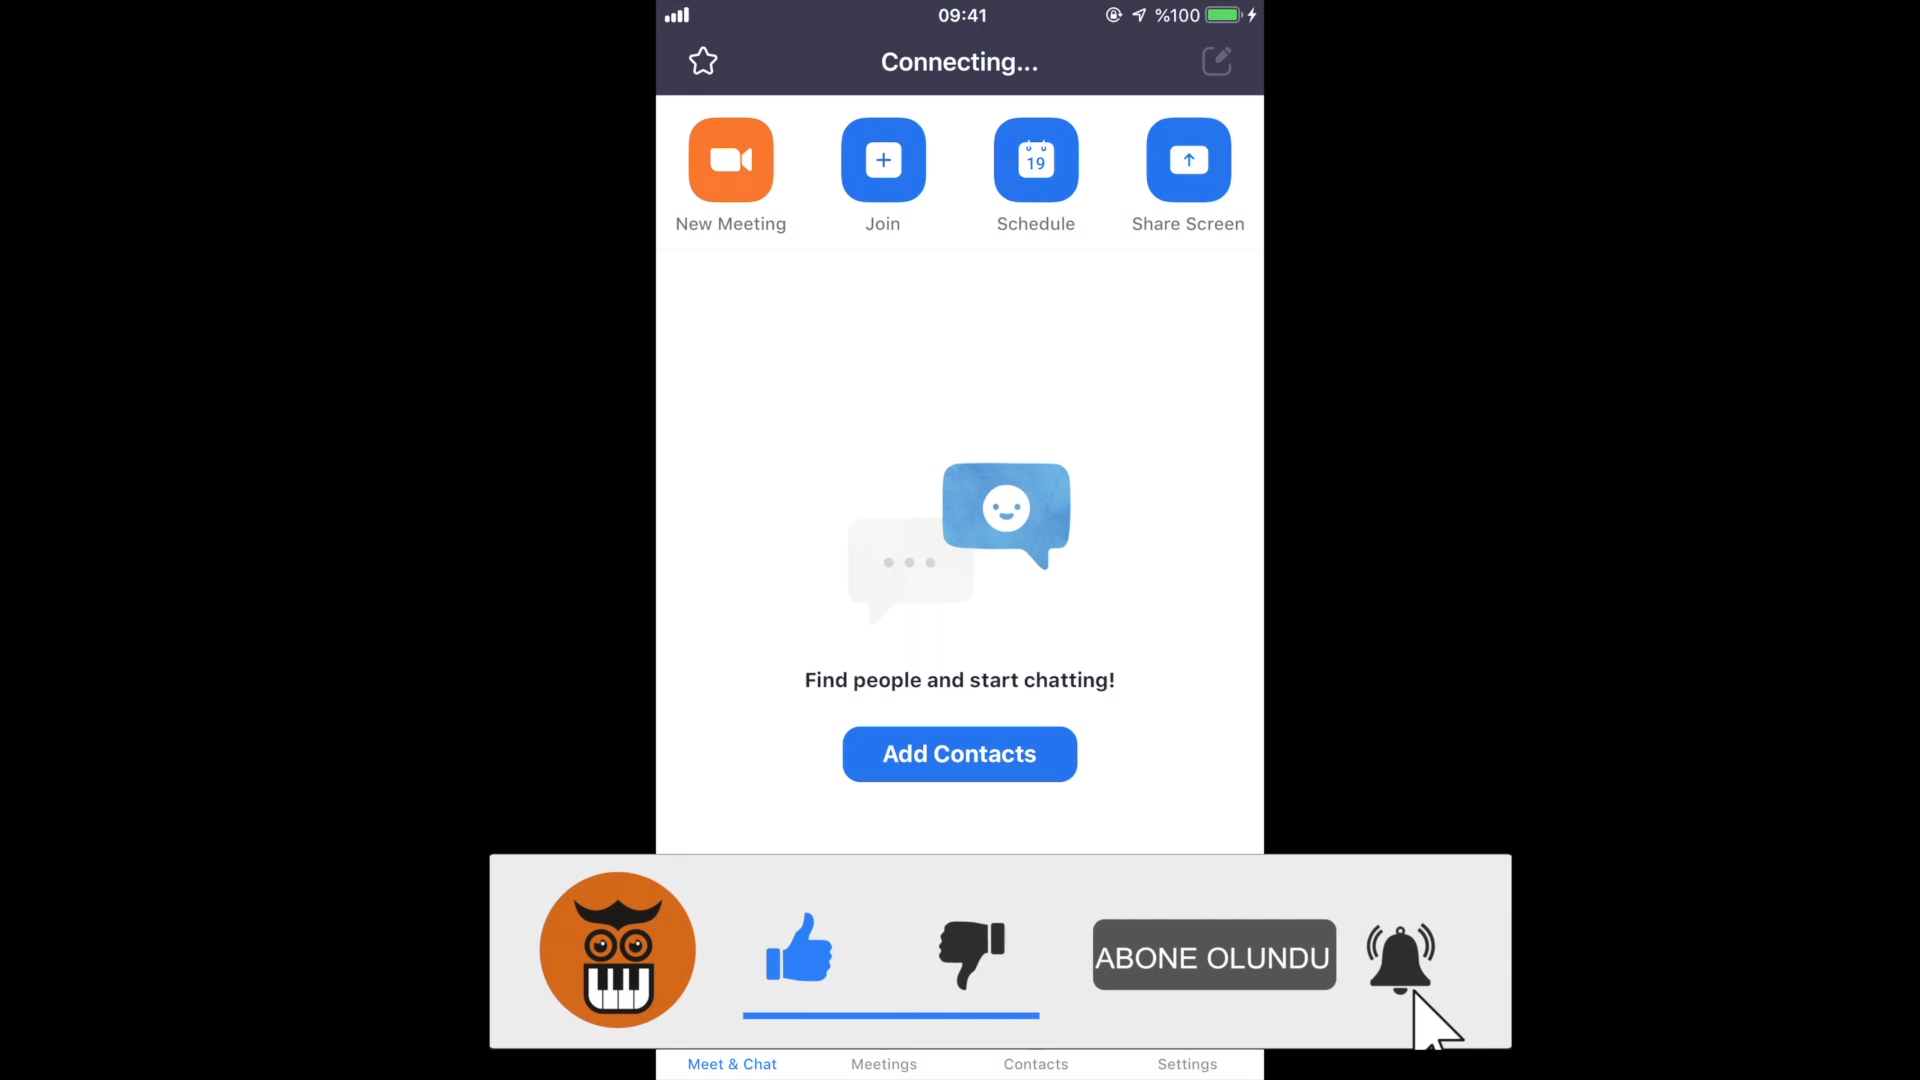 09:41
%100
Connecting...
19
New Meeting
Join
Schedule
Share Screen
Find people and start chatting!
Add Contacts
ABONE OLUNDU
Meet & Chat
Meetings
Contacts
Settings